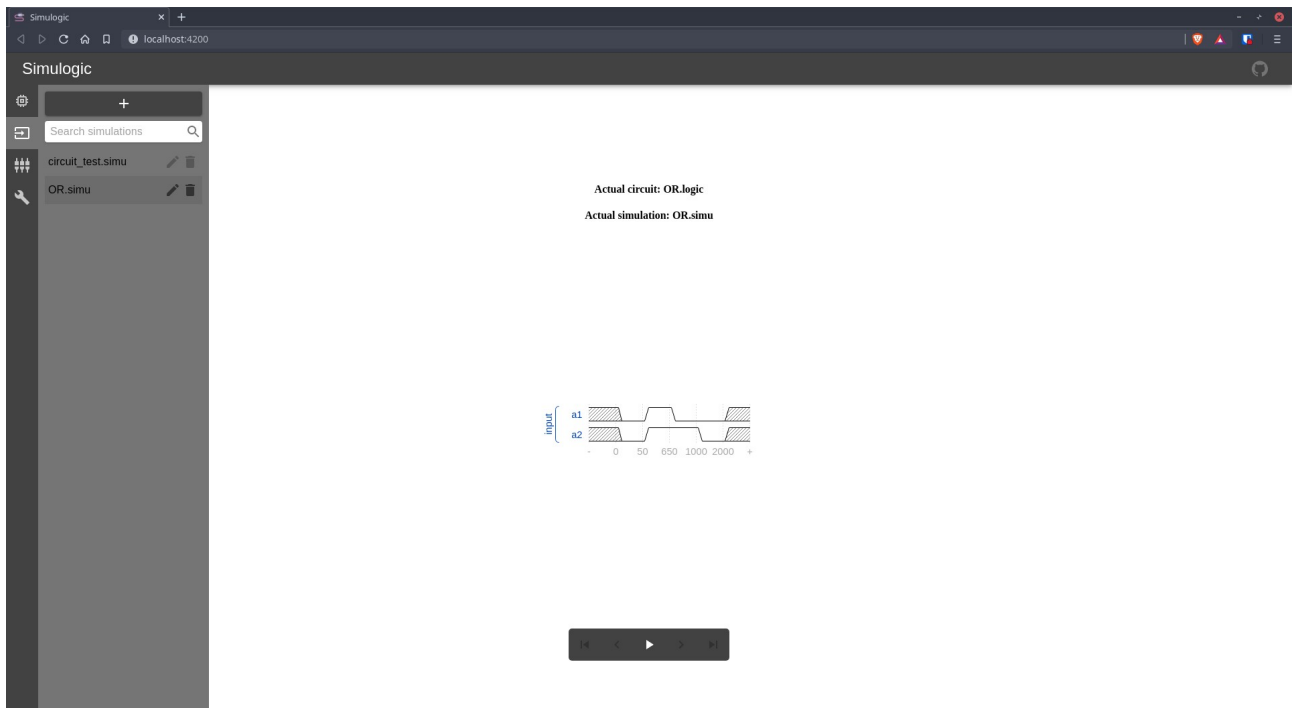 Simulogic
localhost:4200
Simulogic
+
Search simulations
circuit_test.simu
OR.simu
Actual circuit: OR.logic
Actual simulation: OR.simu
input
a1
a2
- 0 50 650 1000 2000 +